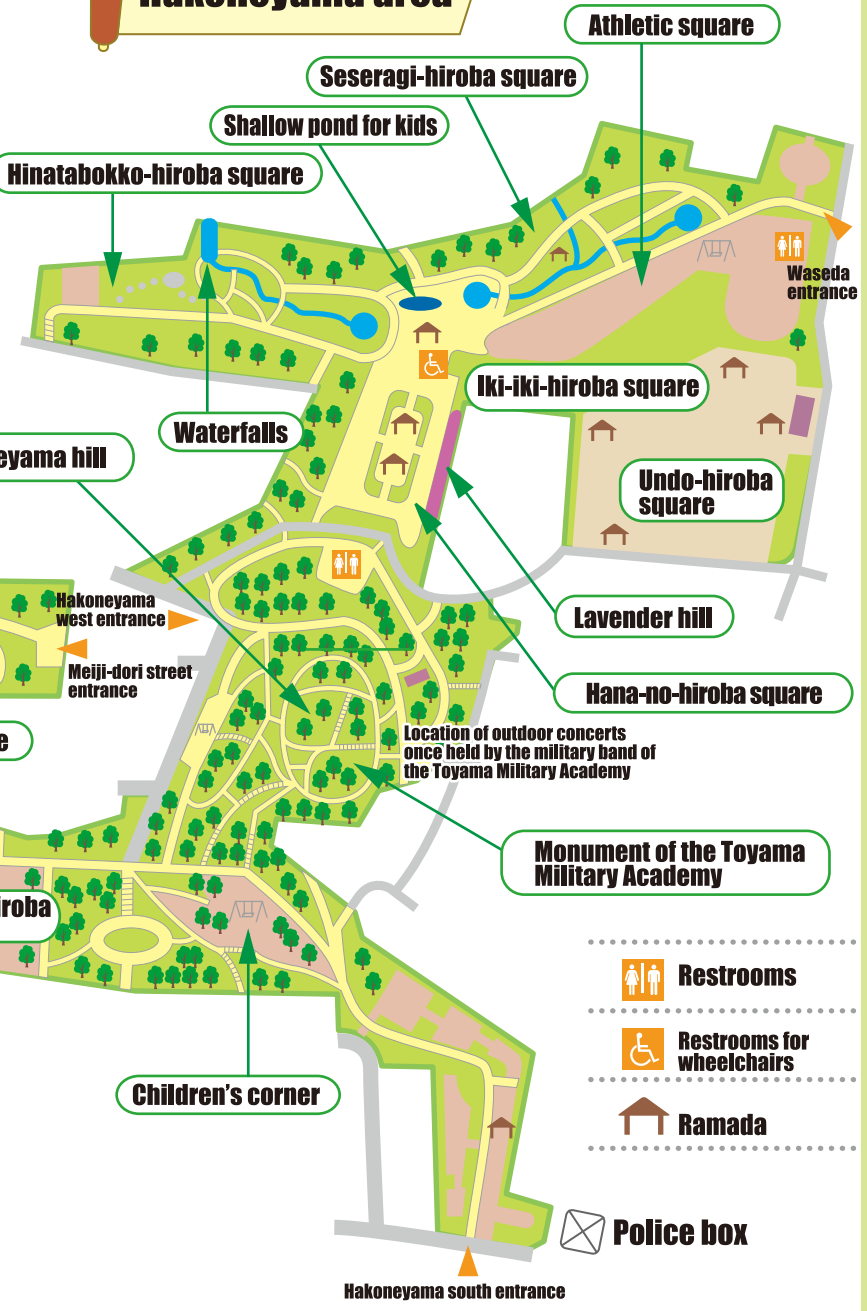 Hakoneyama area
Athletic square
Seseragi-hiroba square
Shallow pond for kids
Hinatabokko-hiroba square
Waseda
entrance
Iki-iki-hiroba square
Waterfalls
eyama hill
Undo-hiroba
square
Hakoneyama
west entrance
Lavender hill
Meiji-dori street
entrance
Hana-no-hiroba square
e
Location of outdoor concerts
once held by the military band of
the Toyama Military Academy
Monument of the Toyama
Military Academy
iroba
Restrooms
Restrooms for
wheelchairs
Children's corner
Ramada
Police box
Hakoneyama south entrance